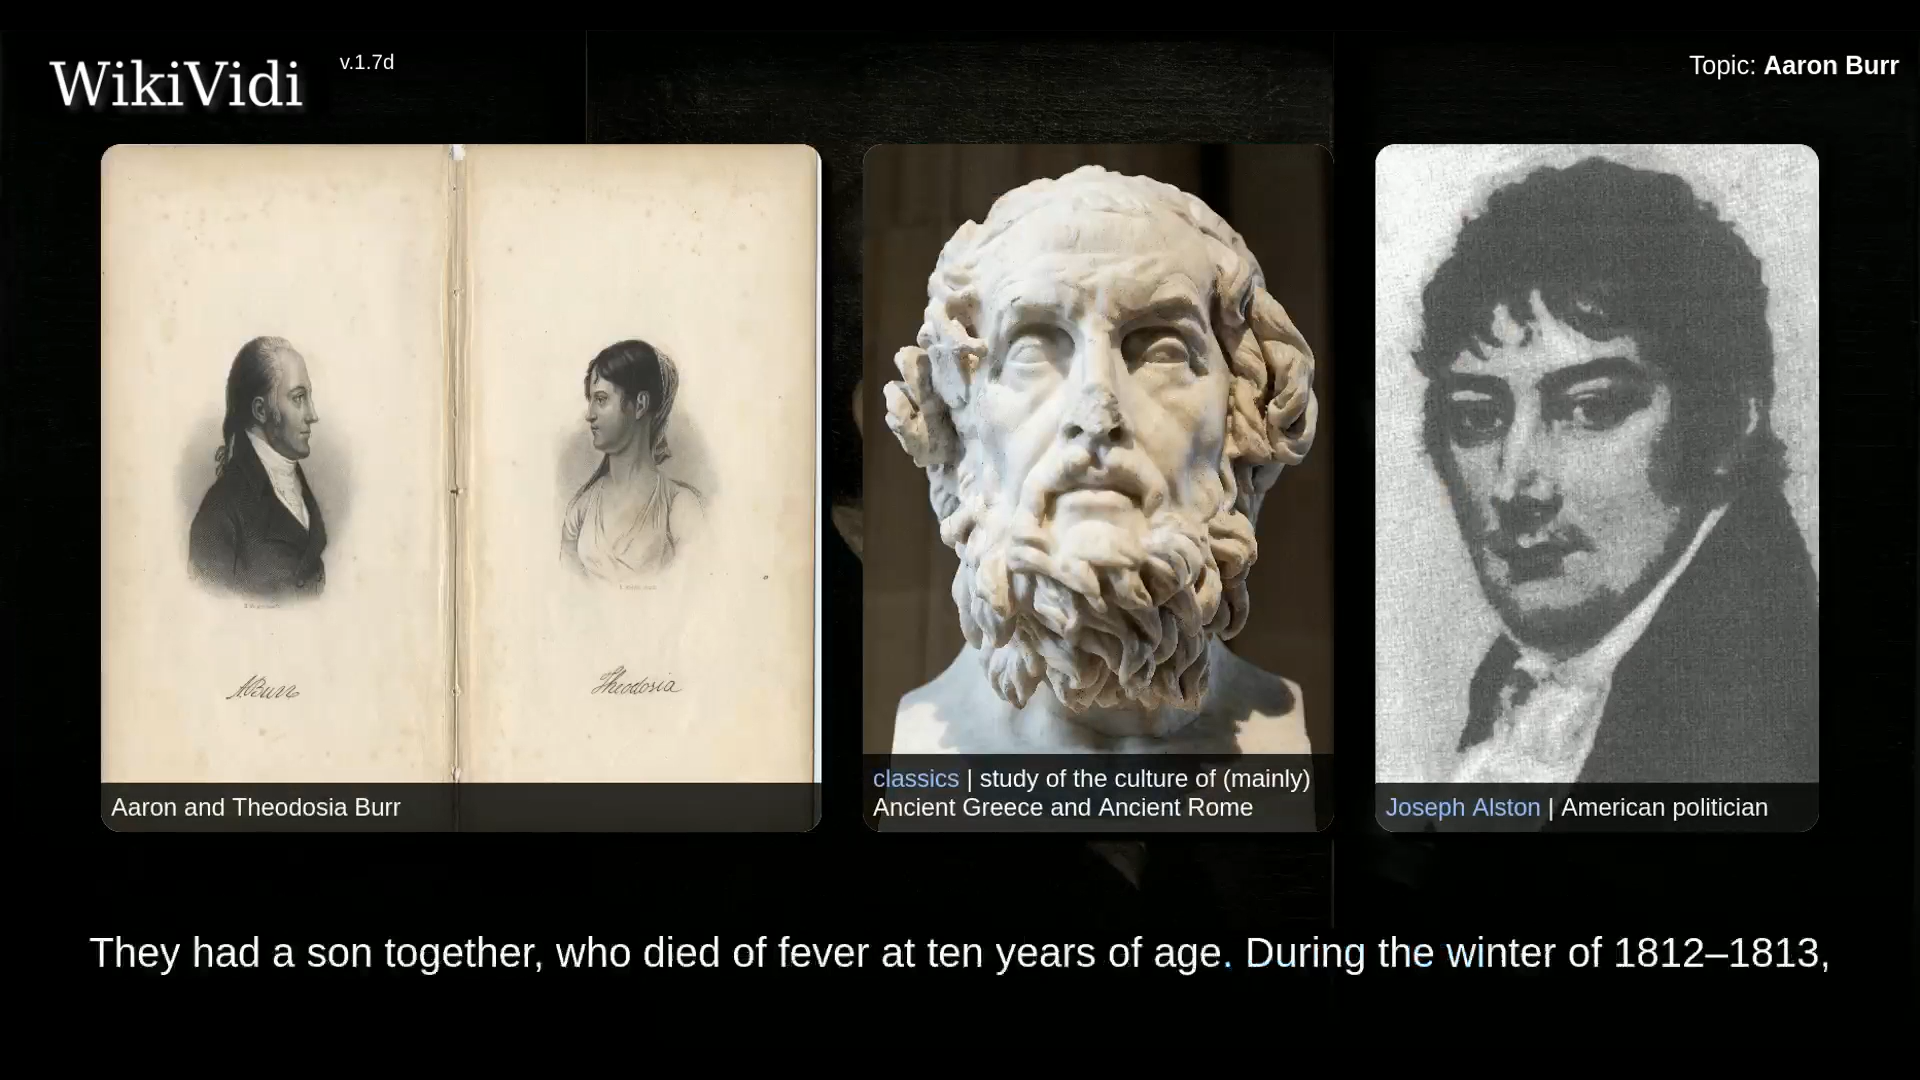 WikiVidi
v.1.7d
Topic: Aaron Burr
ABurr
Theodosia
Aaron and Theodosia Burr
classics | study of the culture of (mainly)
Ancient Greece and Ancient Rome
Joseph Alston | American politician
They had a son together, who died of fever at ten years of age. During the winter of 1812–1813,